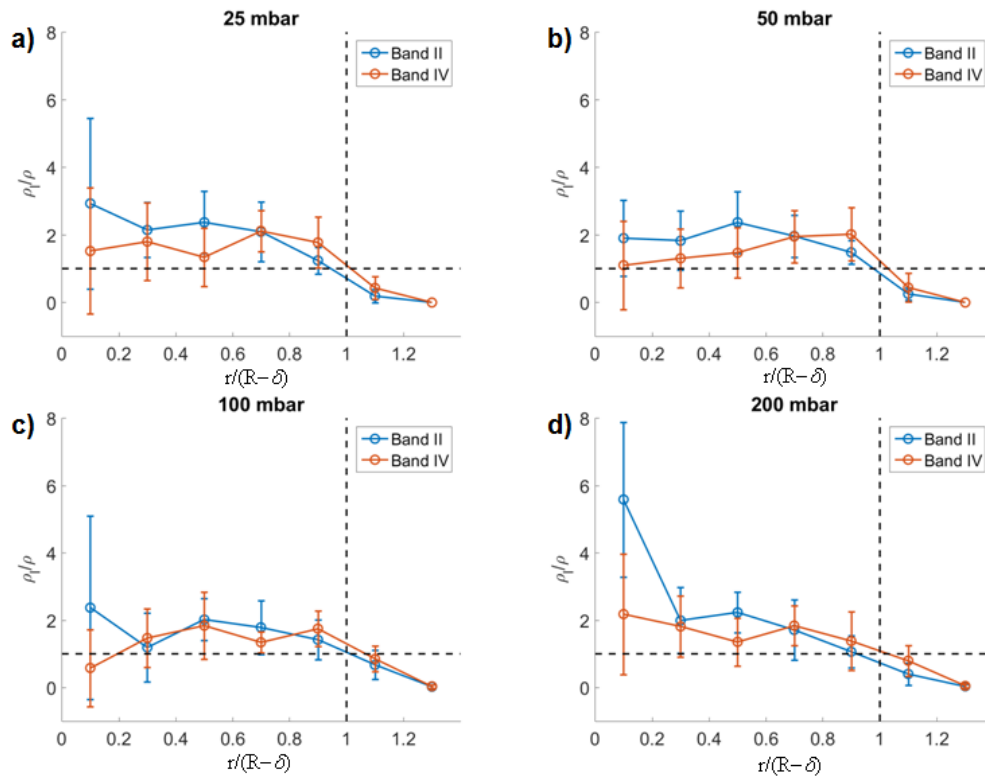 a)
25 mbar
8
6
4
2
0
ρₗ/ρ
Band II
Band IV
0
0.2
0.4
0.6
0.8
1
1.2
r/(R−δ)
b)
50 mbar
8
6
4
2
0
ρₗ/ρ
Band II
Band IV
0
0.2
0.4
0.6
0.8
1
1.2
r/(R−δ)
c)
100 mbar
8
6
4
2
0
ρₗ/ρ
Band II
Band IV
0
0.2
0.4
0.6
0.8
1
1.2
r/(R−δ)
d)
200 mbar
8
6
4
2
0
ρₗ/ρ
Band II
Band IV
0
0.2
0.4
0.6
0.8
1
1.2
r/(R−δ)